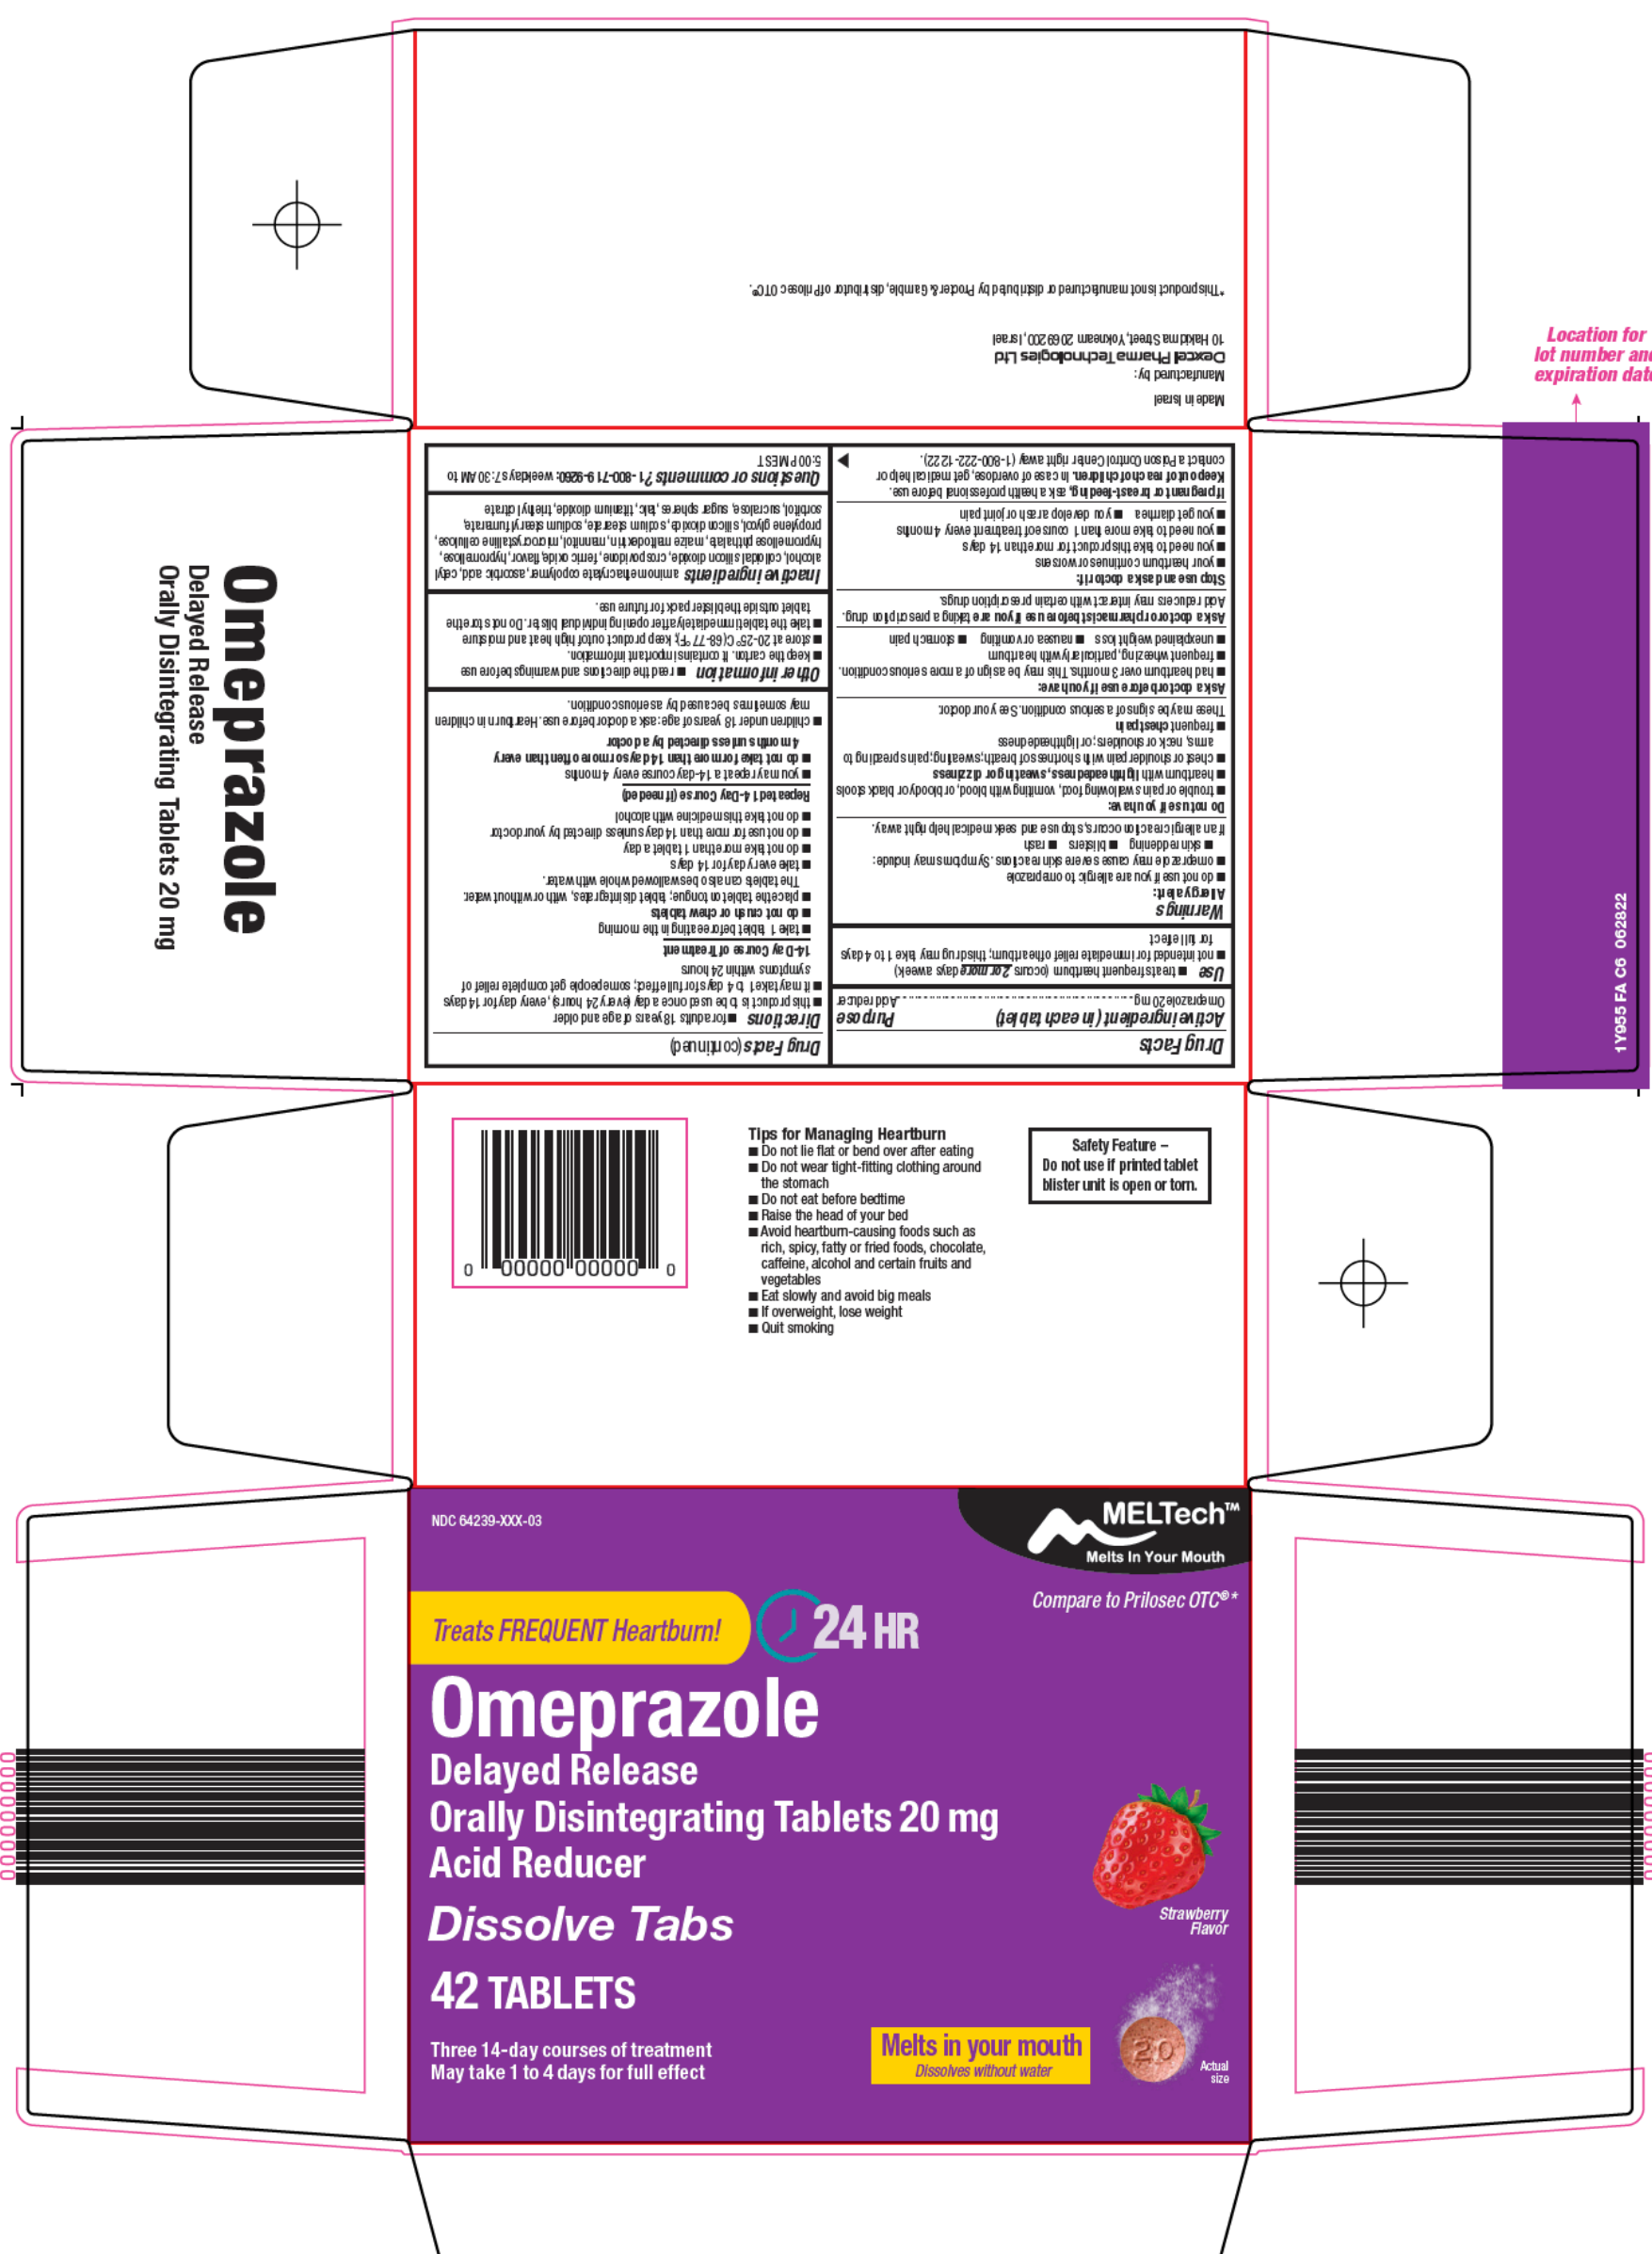 *This product is not manufactured or distributed by Procter & Gamble, distributor of Prilosec OTC®.
Made in Israel
Manufactured by:
Dexcel Pharma Technologies Ltd
10 Hakidma Street, Yokneam 2069200, Israel
Location for
lot number and
expiration date
1Y955 FA C6 062822
Omeprazole
Delayed Release
Orally Disintegrating Tablets 20 mg
Drug Facts
Active ingredient (in each tablet) Purpose
Omeprazole 20 mg Acid reducer
Use ■ treats frequent heartburn (occurs 2 or more days a week)
■ not intended for immediate relief of heartburn; this drug may take 1 to 4 days
for full effect
Warnings
Allergy alert:
■ do not use if you are allergic to omeprazole
■ omeprazole may cause severe skin reactions. Symptoms may include:
■ skin reddening ■ blisters ■ rash
If an allergic reaction occurs, stop use and seek medical help right away.
Do not use if you have:
■ trouble or pain swallowing food, vomiting with blood, or bloody or black stools
■ heartburn with lightheadedness, sweating or dizziness
■ chest or shoulder pain with shortness of breath; sweating; pain spreading to
arms, neck or shoulders; or lightheadedness
■ frequent chest pain
These may be signs of a serious condition. See your doctor.
Ask a doctor before use if you have:
■ had heartburn over 3 months. This may be a sign of a more serious condition.
■ frequent wheezing, particularly with heartburn
■ unexplained weight loss ■ nausea or vomiting ■ stomach pain
Ask a doctor or pharmacist before use if you are taking a prescription drug.
Acid reducers may interact with certain prescription drugs.
Stop use and ask a doctor if:
■ your heartburn continues or worsens
■ you need to take this product for more than 14 days
■ you need to take more than 1 course of treatment every 4 months
■ you get diarrhea ■ you develop a rash or joint pain
If pregnant or breast-feeding, ask a health professional before use.
Keep out of reach of children. In case of overdose, get medical help or
contact a Poison Control Center right away (1-800-222-1222).
Drug Facts (continued)
Directions ■ for adults 18 years of age and older
■ this product is to be used once a day (every 24 hours), every day for 14 days
■ it may take 1 to 4 days for full effect; some people get complete relief of
symptoms within 24 hours
14-Day Course of Treatment
■ take 1 tablet before eating in the morning
■ do not crush or chew tablets
■ place the tablet on tongue; tablet disintegrates, with or without water.
The tablets can also be swallowed whole with water.
■ take every day for 14 days
■ do not take more than 1 tablet a day
■ do not use for more than 14 days unless directed by your doctor
■ do not take this medicine with alcohol
Repeated 14-Day Course (if needed)
■ you may repeat a 14-day course every 4 months
■ do not take for more than 14 days or more often than every
4 months unless directed by a doctor
■ children under 18 years of age: ask a doctor before use. Heartburn in children
may sometimes be caused by a serious condition.
Other information ■ read the directions and warnings before use
■ keep the carton. It contains important information.
■ store at 20-25°C (68-77°F); keep product out of high heat and moisture
■ take the tablet immediately after opening individual blister. Do not store the
tablet outside the blister pack for future use.
Inactive ingredients aminomethacrylate copolymer, ascorbic acid, cetyl
alcohol, colloidal silicon dioxide, crospovidone, ferric oxide, flavor, hypromellose,
hypromellose phthalate, maize maltodextrin, mannitol, microcrystalline cellulose,
propylene glycol, silicon dioxide, sodium stearate, sodium stearyl fumarate,
sorbitol, sucralose, sugar spheres, talc, titanium dioxide, triethyl citrate
Questions or comments? 1-800-719-9260: weekdays 7:30 AM to
5:00 PM EST
0 00000 00000 0
Tips for Managing Heartburn
■ Do not lie flat or bend over after eating
■ Do not wear tight-fitting clothing around
the stomach
■ Do not eat before bedtime
■ Raise the head of your bed
■ Avoid heartburn-causing foods such as
rich, spicy, fatty or fried foods, chocolate,
caffeine, alcohol and certain fruits and
vegetables
■ Eat slowly and avoid big meals
■ If overweight, lose weight
■ Quit smoking
Safety Feature –
Do not use if printed tablet
blister unit is open or torn.
NDC 64239-XXX-03
MELTech™
Melts In Your Mouth
Compare to Prilosec OTC®*
Treats FREQUENT Heartburn!
24 HR
Omeprazole
Delayed Release
Orally Disintegrating Tablets 20 mg
Acid Reducer
Dissolve Tabs
42 TABLETS
Three 14-day courses of treatment
May take 1 to 4 days for full effect
Strawberry
Flavor
Melts in your mouth
Dissolves without water
20
Actual
size